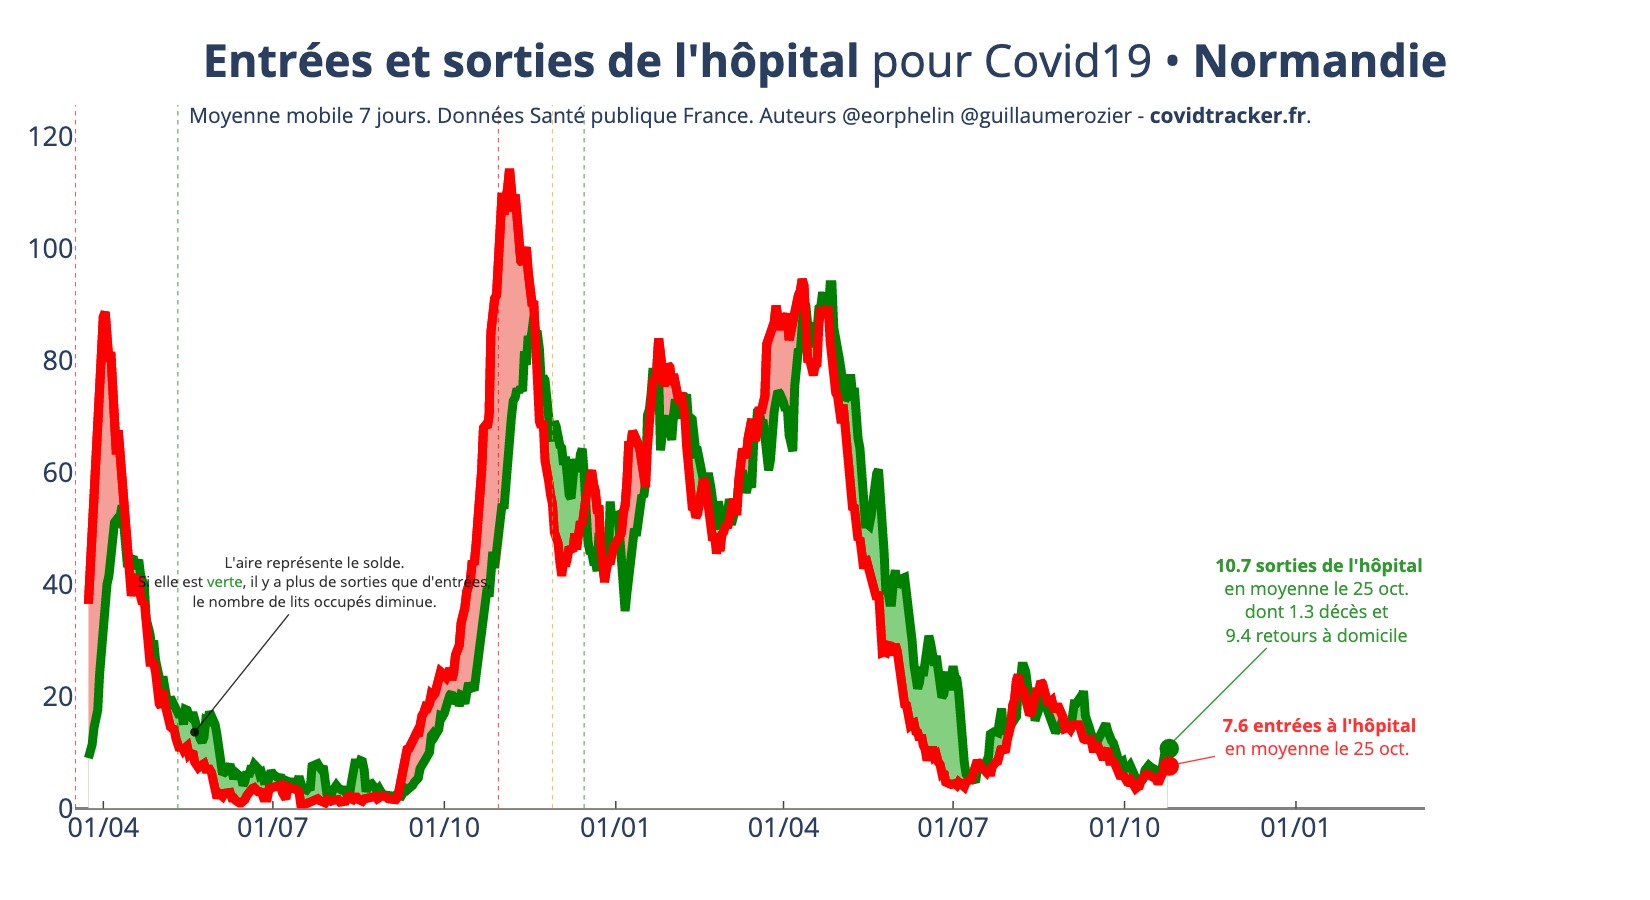 Entrées et sorties de l'hôpital pour Covid19 • Normandie
Moyenne mobile 7 jours. Données Santé publique France. Auteurs @eorphelin @guillaumerozier - covidtracker.fr.
120
100
80
60
40
20
0
L'aire représente le solde.
Si elle est verte, il y a plus de sorties que d'entrées,
le nombre de lits occupés diminue.
10.7 sorties de l'hôpital
en moyenne le 25 oct.
dont 1.3 décès et
9.4 retours à domicile
7.6 entrées à l'hôpital
en moyenne le 25 oct.
01/04 01/07 01/10 01/01 01/04 01/07 01/10 01/01